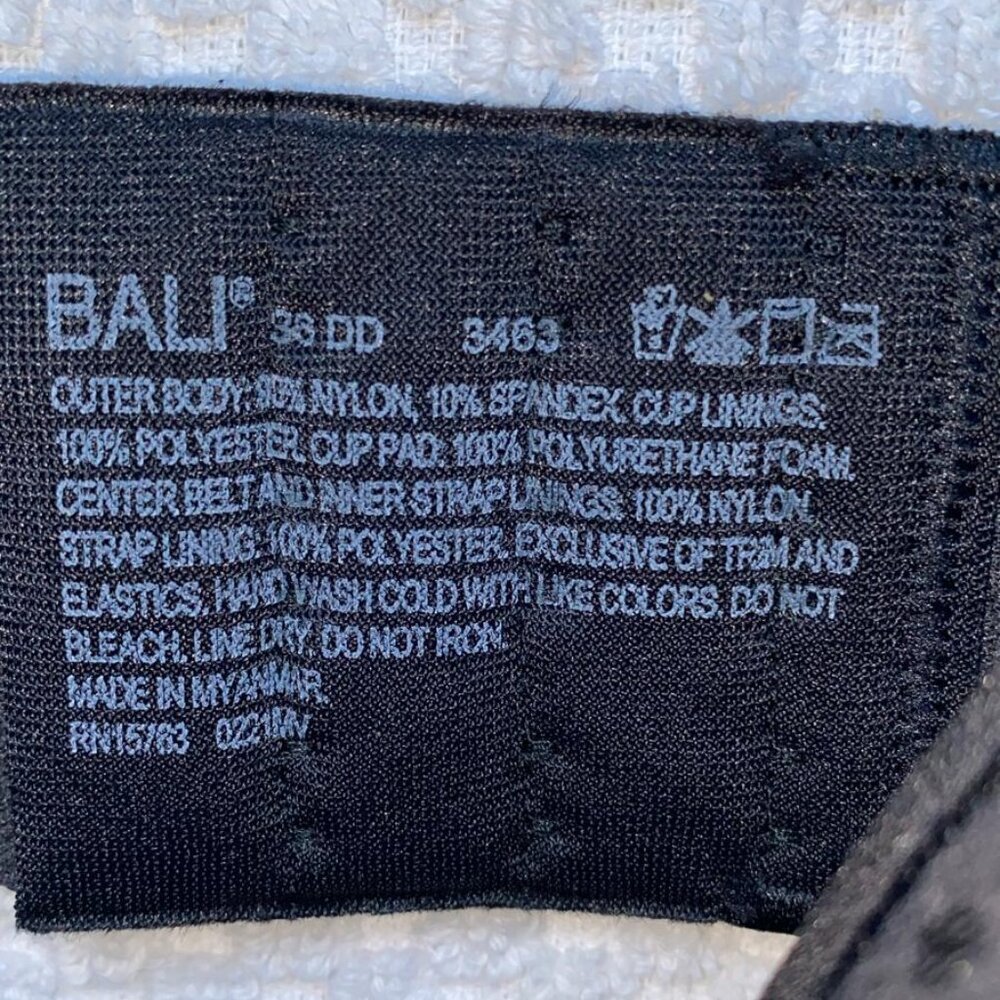 BALI® 36 DD 3463
OUTER BODY: 90% NYLON, 10% SPANDEX. CUP LININGS:
100% POLYESTER. CUP PAD: 100% POLYURETHANE FOAM.
CENTER BELT AND INNER STRAP LININGS: 100% NYLON.
STRAP LINING: 100% POLYESTER. EXCLUSIVE OF TRIM AND
ELASTICS. HAND WASH COLD WITH LIKE COLORS. DO NOT
BLEACH. LINE DRY. DO NOT IRON.
MADE IN MYANMAR.
RN15763 0221MV